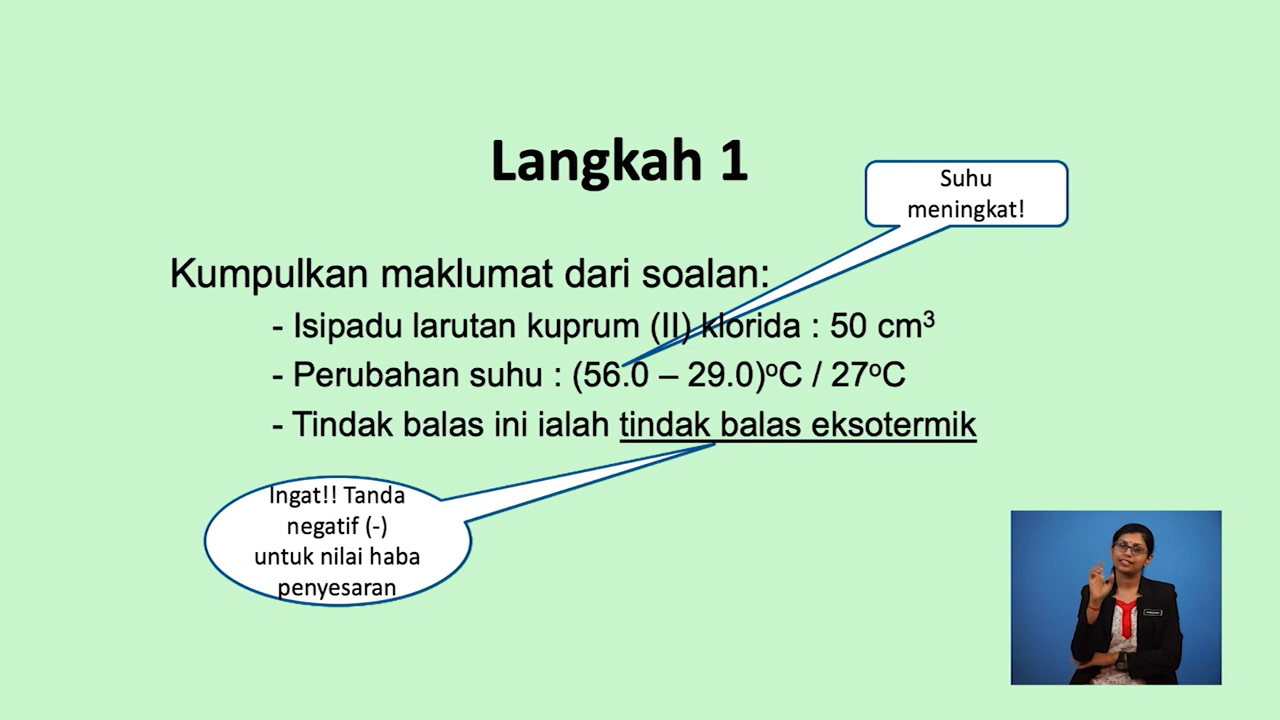 Langkah 1
Suhu
meningkat!
Kumpulkan maklumat dari soalan:
- Isipadu larutan kuprum (II) klorida : 50 cm³
- Perubahan suhu : (56.0 – 29.0)ᵒC / 27ᵒC
- Tindak balas ini ialah tindak balas eksotermik
Ingat!! Tanda
negatif (-)
untuk nilai haba
penyesaran